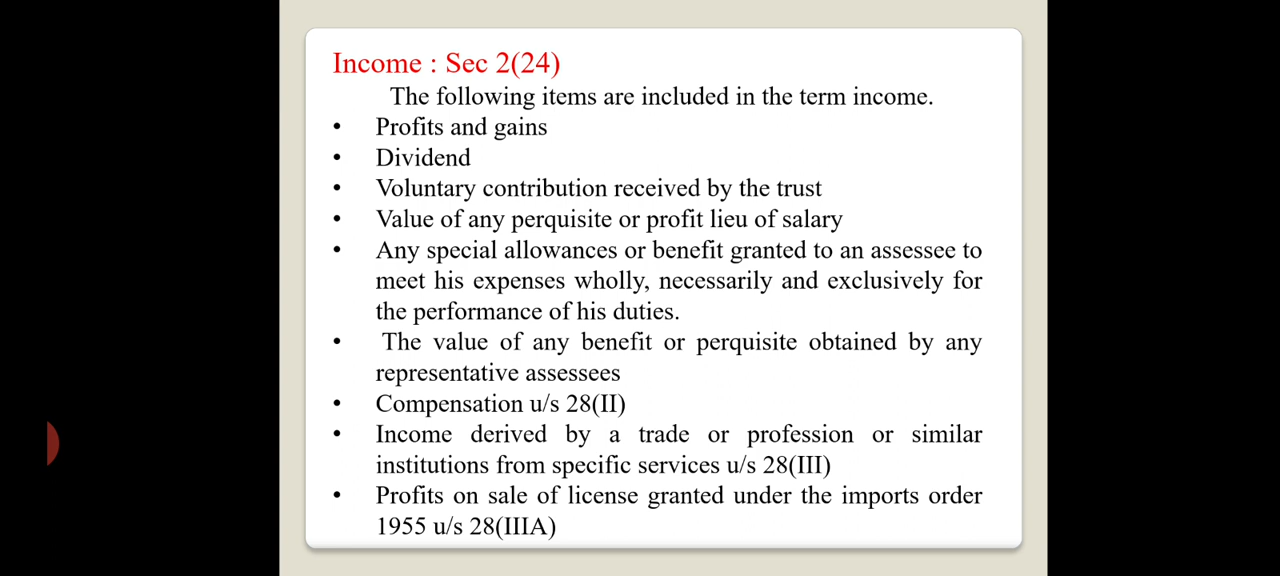 Income : Sec 2(24)
The following items are included in the term income.
• Profits and gains
• Dividend
• Voluntary contribution received by the trust
• Value of any perquisite or profit lieu of salary
• Any special allowances or benefit granted to an assessee to
meet his expenses wholly, necessarily and exclusively for
the performance of his duties.
• The value of any benefit or perquisite obtained by any
representative assessees
• Compensation u/s 28(II)
• Income derived by a trade or profession or similar
institutions from specific services u/s 28(III)
• Profits on sale of license granted under the imports order
1955 u/s 28(IIIA)